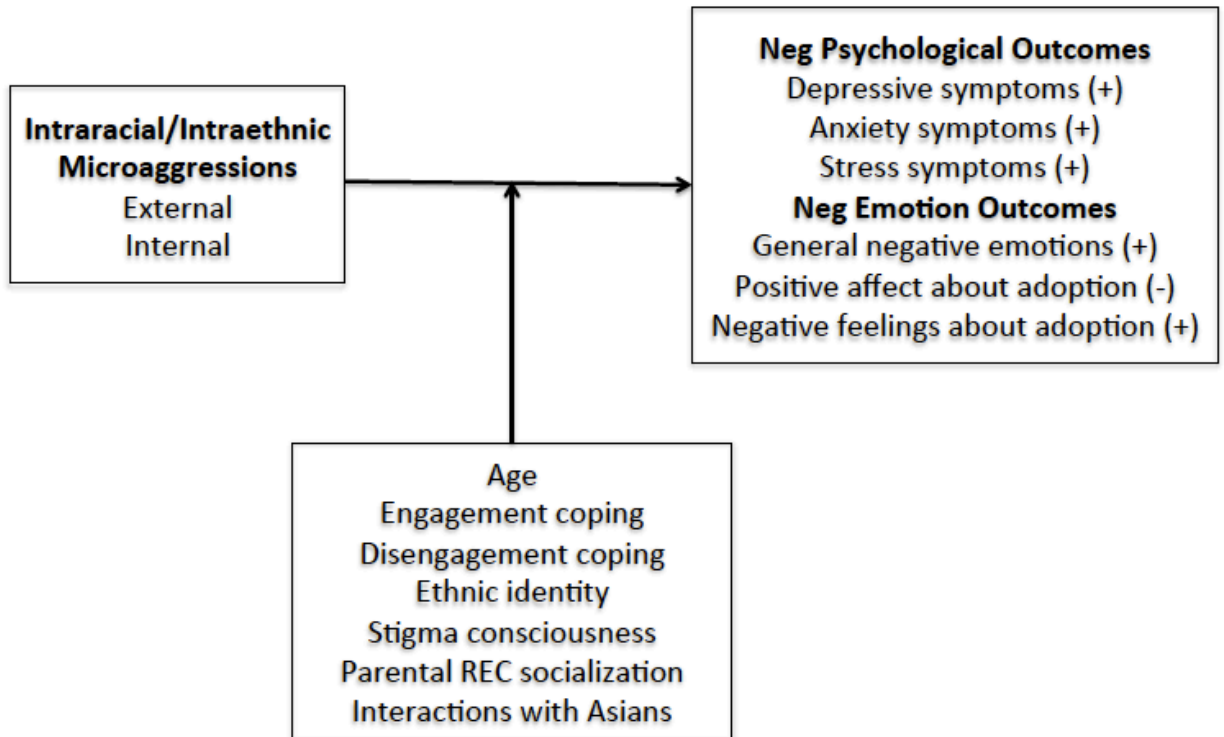 Intraracial/Intraethnic
Microaggressions
External
Internal
Neg Psychological Outcomes
Depressive symptoms (+)
Anxiety symptoms (+)
Stress symptoms (+)
Neg Emotion Outcomes
General negative emotions (+)
Positive affect about adoption (-)
Negative feelings about adoption (+)
Age
Engagement coping
Disengagement coping
Ethnic identity
Stigma consciousness
Parental REC socialization
Interactions with Asians